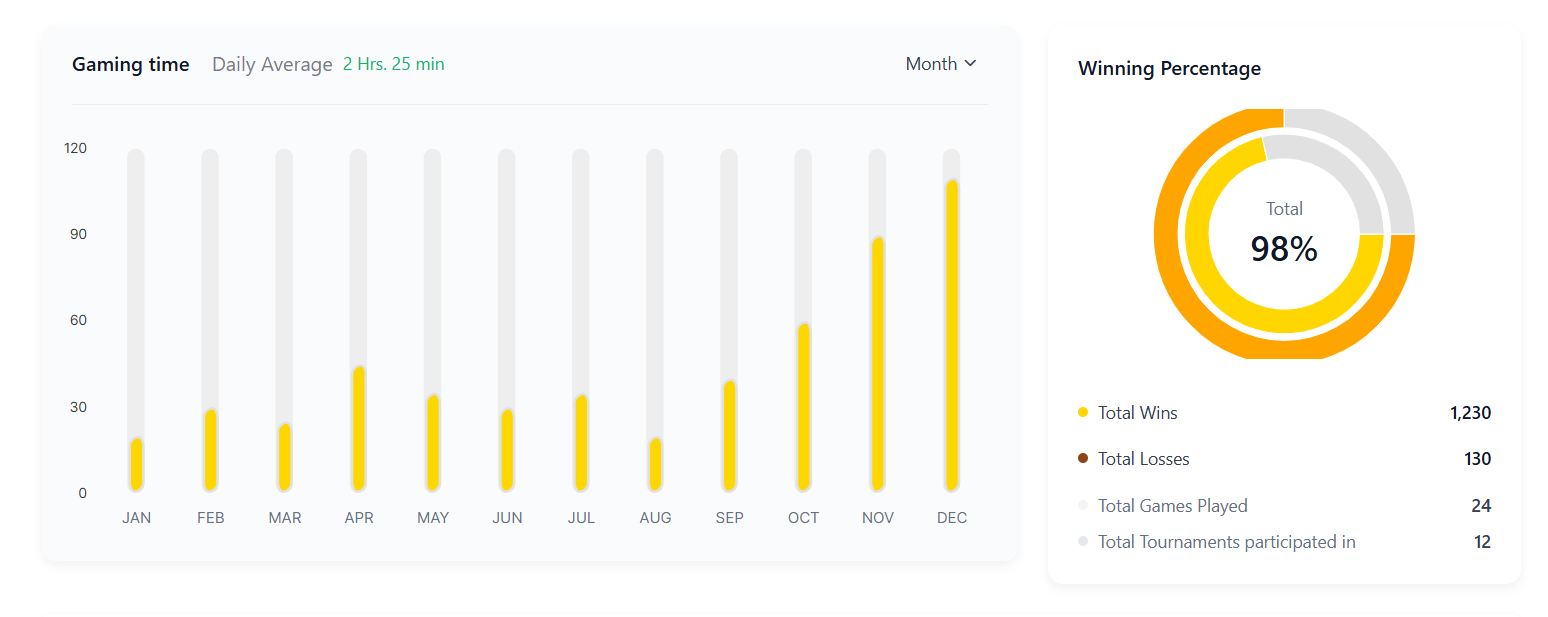 Gaming time Daily Average 2 Hrs. 25 min Month
120
90
60
30
0
JAN FEB MAR APR MAY JUN JUL AUG SEP OCT NOV DEC
Winning Percentage
Total
98%
Total Wins 1,230
Total Losses 130
Total Games Played 24
Total Tournaments participated in 12